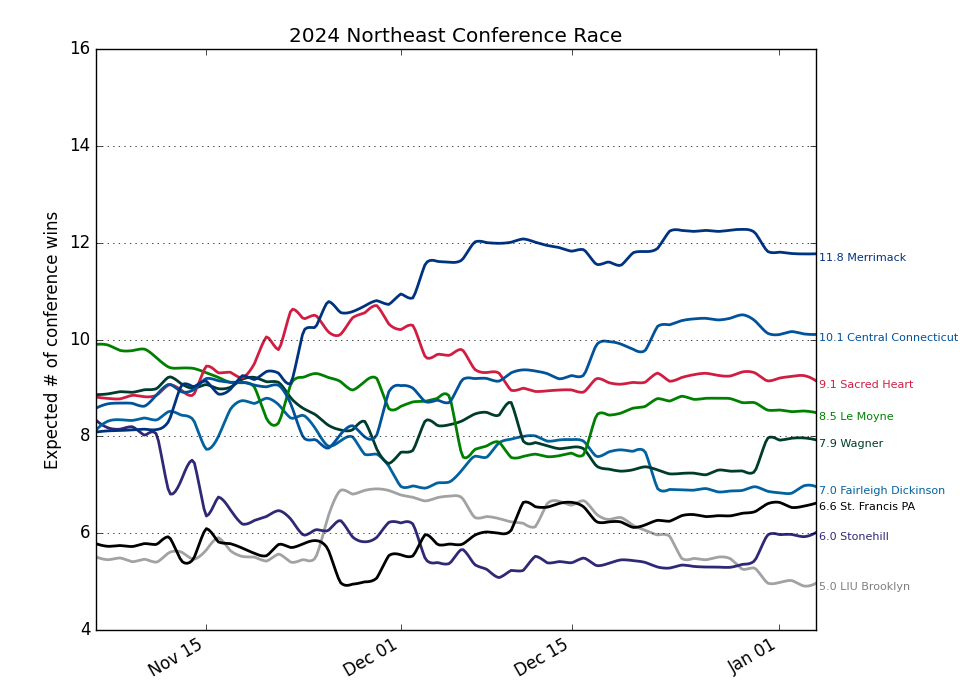 2024 Northeast Conference Race
Expected # of conference wins
16
14
12
10
8
6
4
Nov 15
Dec 01
Dec 15
Jan 01
11.8 Merrimack
10.1 Central Connecticut
9.1 Sacred Heart
8.5 Le Moyne
7.9 Wagner
7.0 Fairleigh Dickinson
6.6 St. Francis PA
6.0 Stonehill
5.0 LIU Brooklyn